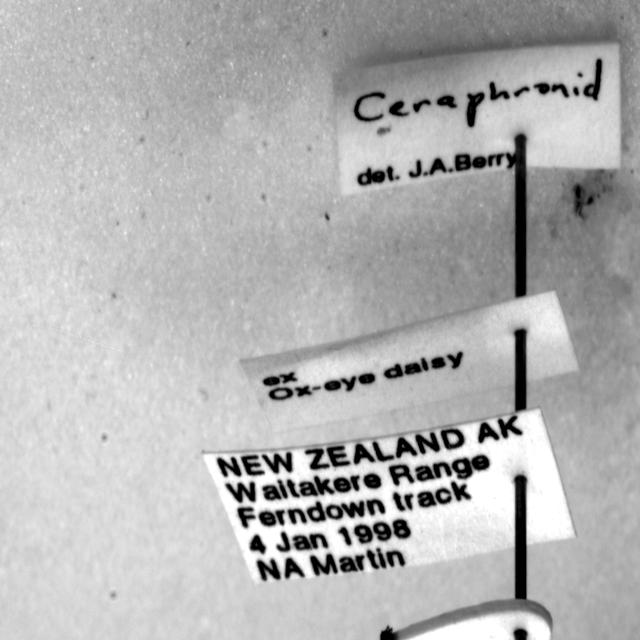 Ceraphronid
det. J.A.Berry
ex
Ox-eye daisy
NEW ZEALAND AK
Waitakere Range
Ferndown track
4 Jan 1998
NA Martin